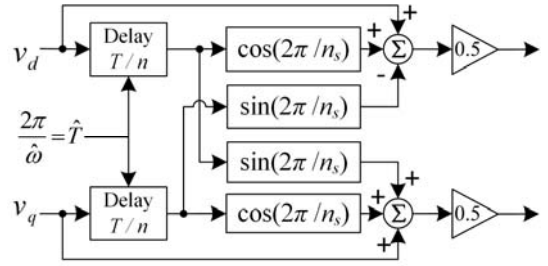 +
v_d
Delay
T / n
cos(2π/n_s)
+
Σ
0.5
-
sin(2π/n_s)
2π/ω̂ = T̂
sin(2π/n_s)
+
Delay
T / n
v_q
cos(2π/n_s)
+
Σ
0.5
+